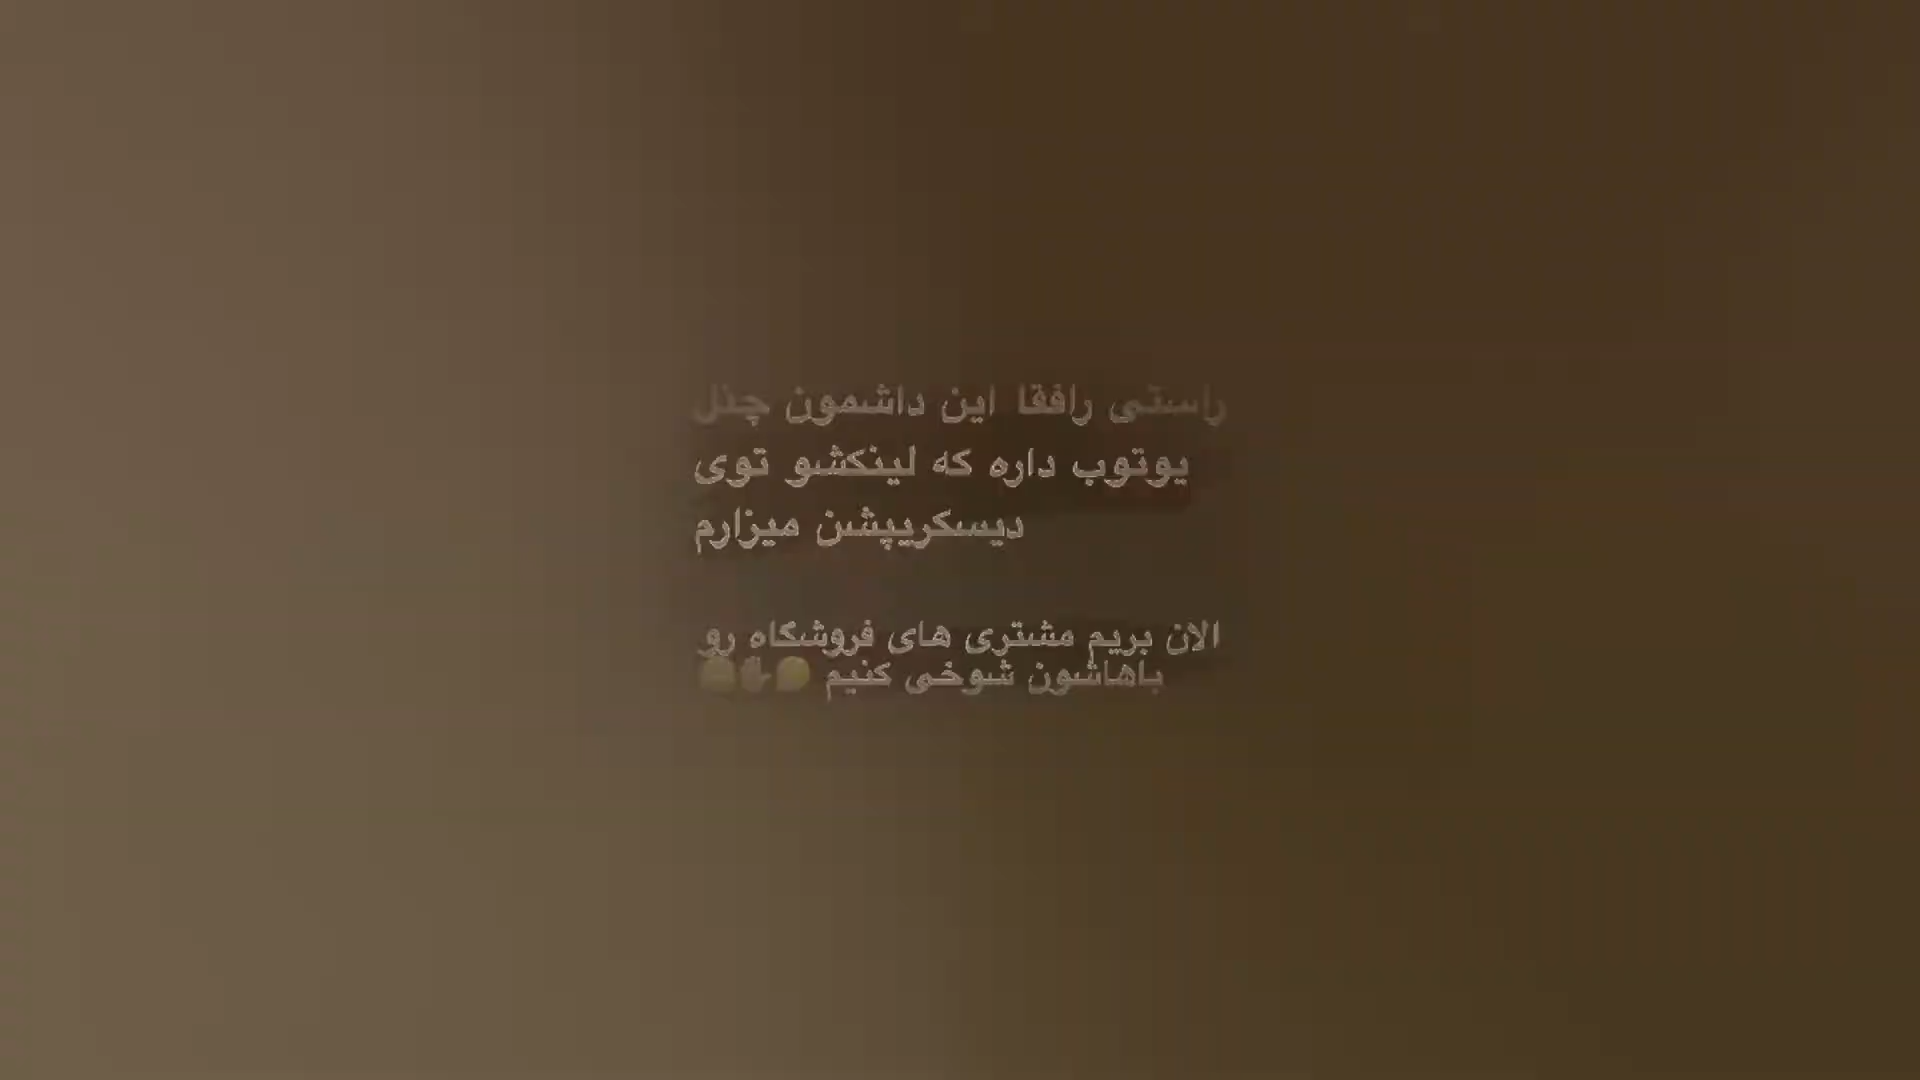 راستی رافقا این داشمون چنل
یوتوب داره که لینکشو توی
دیسکریپشن میزارم
الان بریم مشتری های فروشگاه رو
باهاشون شوخی کنیم